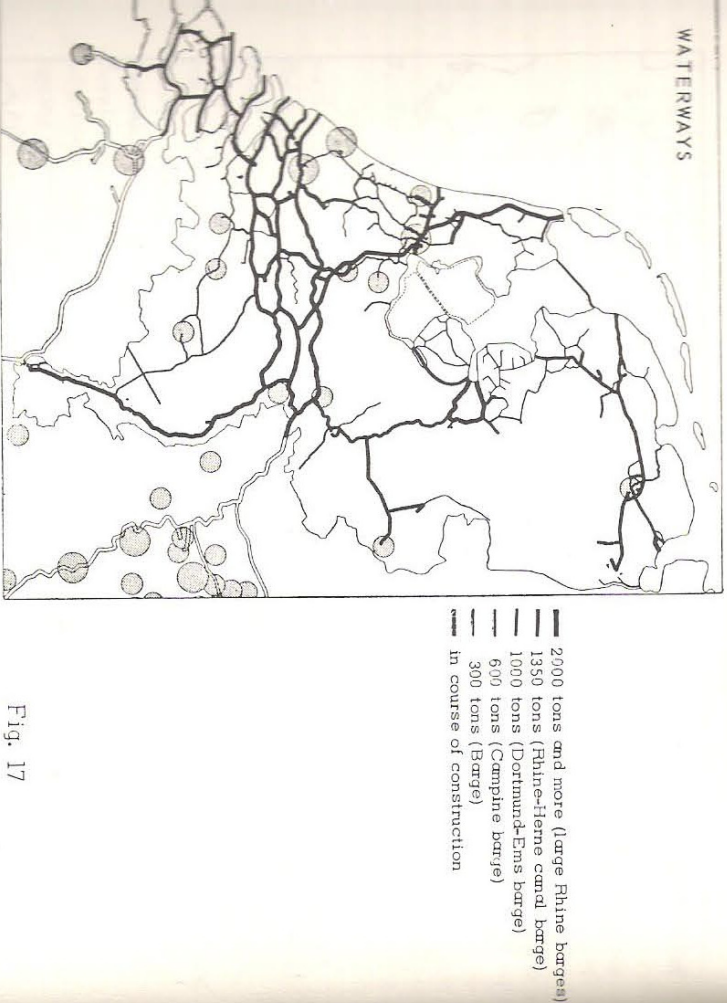 WATERWAYS
2000 tons and more (large Rhine barges)
1350 tons (Rhine-Herne canal barge)
1000 tons (Dortmund-Ems barge)
600 tons (Campine barge)
300 tons (Barge)
in course of construction
Fig. 17